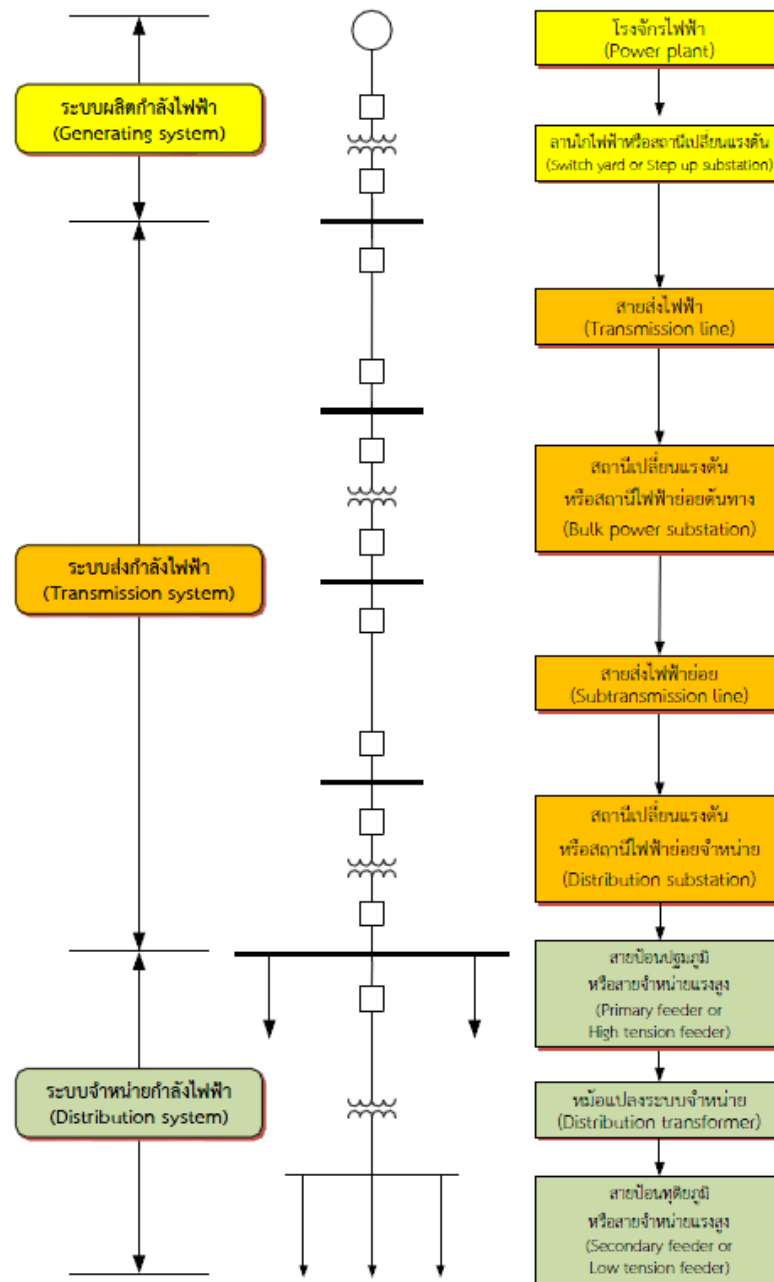 โรงจักรไฟฟ้า
(Power plant)
ระบบผลิตกำลังไฟฟ้า
(Generating system)
ลานไกไฟฟ้าหรือสถานีเปลี่ยนแรงดัน
(Switch yard or Step up substation)
สายส่งไฟฟ้า
(Transmission line)
สถานีเปลี่ยนแรงดัน
หรือสถานีไฟฟ้าย่อยต้นทาง
(Bulk power substation)
ระบบส่งกำลังไฟฟ้า
(Transmission system)
สายส่งไฟฟ้าย่อย
(Subtransmission line)
สถานีเปลี่ยนแรงดัน
หรือสถานีไฟฟ้าย่อยจำหน่าย
(Distribution substation)
สายป้อนปฐมภูมิ
หรือสายจำหน่ายแรงสูง
(Primary feeder or
High tension feeder)
ระบบจำหน่ายกำลังไฟฟ้า
(Distribution system)
หม้อแปลงระบบจำหน่าย
(Distribution transformer)
สายป้อนทุติยภูมิ
หรือสายจำหน่ายแรงสูง
(Secondary feeder or
Low tension feeder)